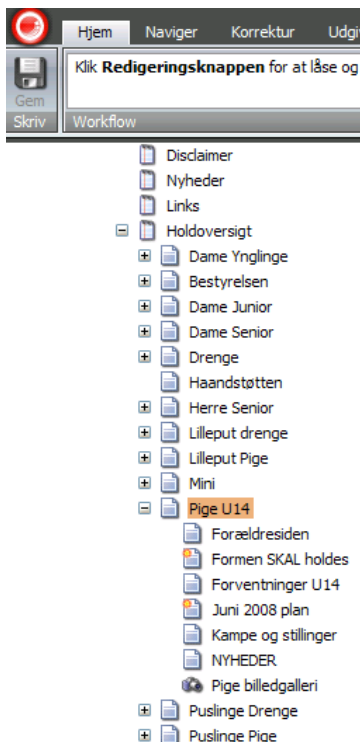 Hjem Naviger Korrektur Udgi
Klik Redigeringsknappen for at låse og
Gem
Skriv Workflow
Disclaimer
Nyheder
Links
Holdoversigt
Dame Ynglinge
Bestyrelsen
Dame Junior
Dame Senior
Drenge
Haandstøtten
Herre Senior
Lilleput drenge
Lilleput Pige
Mini
Pige U14
Forældresiden
Formen SKAL holdes
Forventninger U14
Juni 2008 plan
Kampe og stillinger
NYHEDER
Pige billedgalleri
Puslinge Drenge
Puslinge Pige